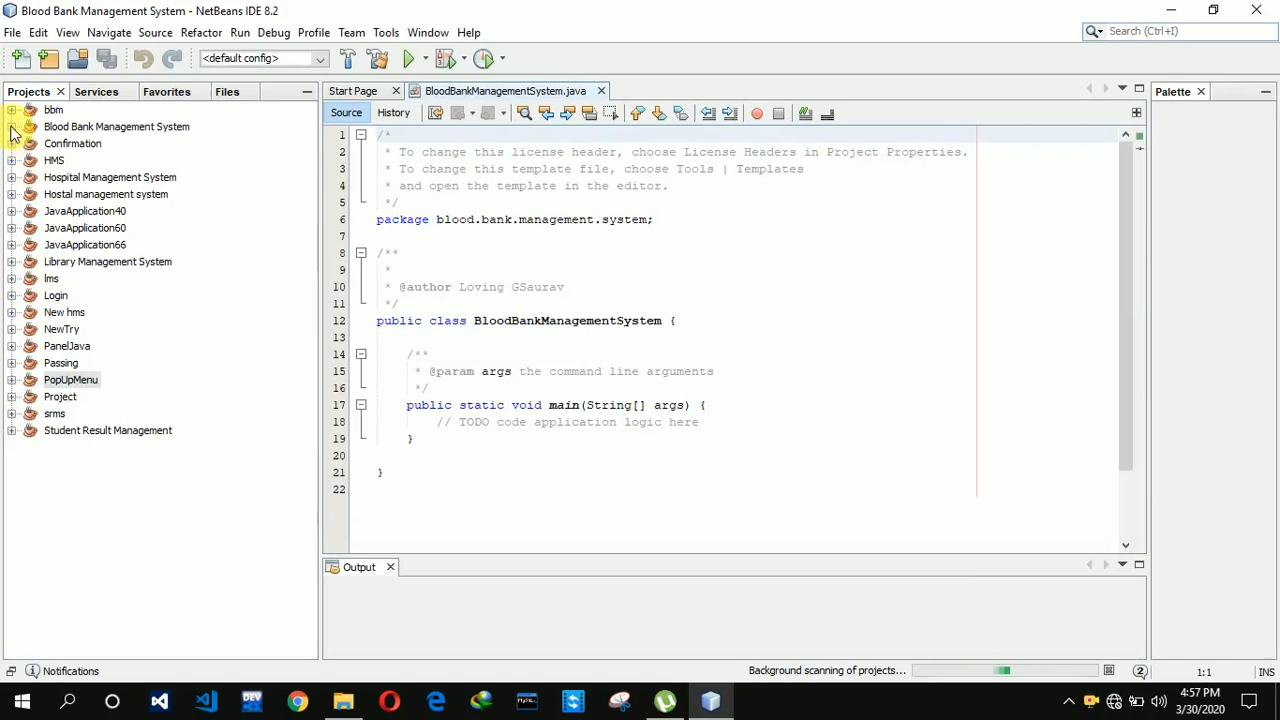 Blood Bank Management System - NetBeans IDE 8.2
File Edit View Navigate Source Refactor Run Debug Profile Team Tools Window Help
Search (Ctrl+I)
<default config>
Projects Services Favorites Files
Start Page BloodBankManagementSystem.java
Palette
Source History
bbm
Blood Bank Management System
Confirmation
HMS
Hospital Management System
Hostal management system
JavaApplication40
JavaApplication60
JavaApplication66
Library Management System
lms
Login
New hms
NewTry
PanelJava
Passing
PopUpMenu
Project
srms
Student Result Management
1 /*
2 * To change this license header, choose License Headers in Project Properties.
3 * To change this template file, choose Tools | Templates
4 * and open the template in the editor.
5 */
6 package blood.bank.management.system;
7
8 /**
9 *
10 * @author Loving GSaurav
11 */
12 public class BloodBankManagementSystem {
13
14 /**
15 * @param args the command line arguments
16 */
17 public static void main(String[] args) {
18 // TODO code application logic here
19 }
20
21 }
22
Output
Notifications
Background scanning of projects...
2
1:1
INS
DEV
MySQL
4:57 PM
3/30/2020